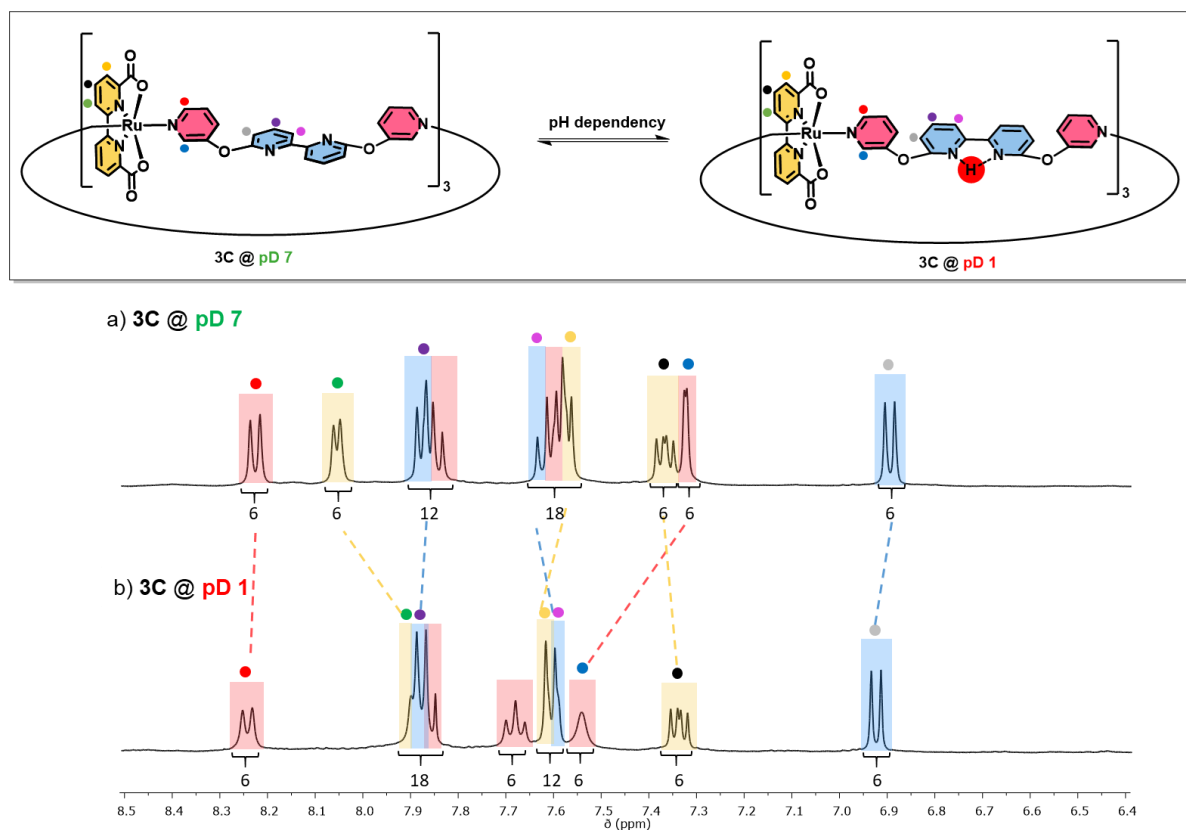 pH dependency
O
O
N
N
Ru
N
O
O
N
N
O
N
3
O
O
N
N
Ru
N
O
O
N
N
H
O
N
3
3C @ pD 7
3C @ pD 1
a) 3C @ pD 7
6 6 12 18 6 6 6
b) 3C @ pD 1
6 18 6 12 6 6 6
8.5 8.4 8.3 8.2 8.1 8.0 7.9 7.8 7.7 7.6 7.5 7.4 7.3 7.2 7.1 7.0 6.9 6.8 6.7 6.6 6.5 6.4
δ (ppm)